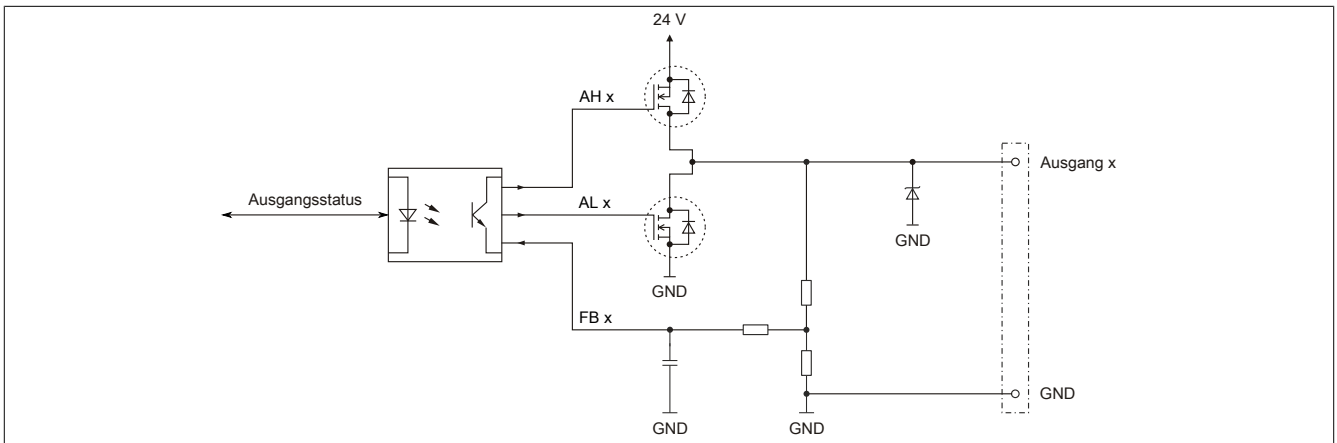 24 V
AH x
Ausgang x
Ausgangsstatus
AL x
GND
GND
FB x
GND
GND
GND